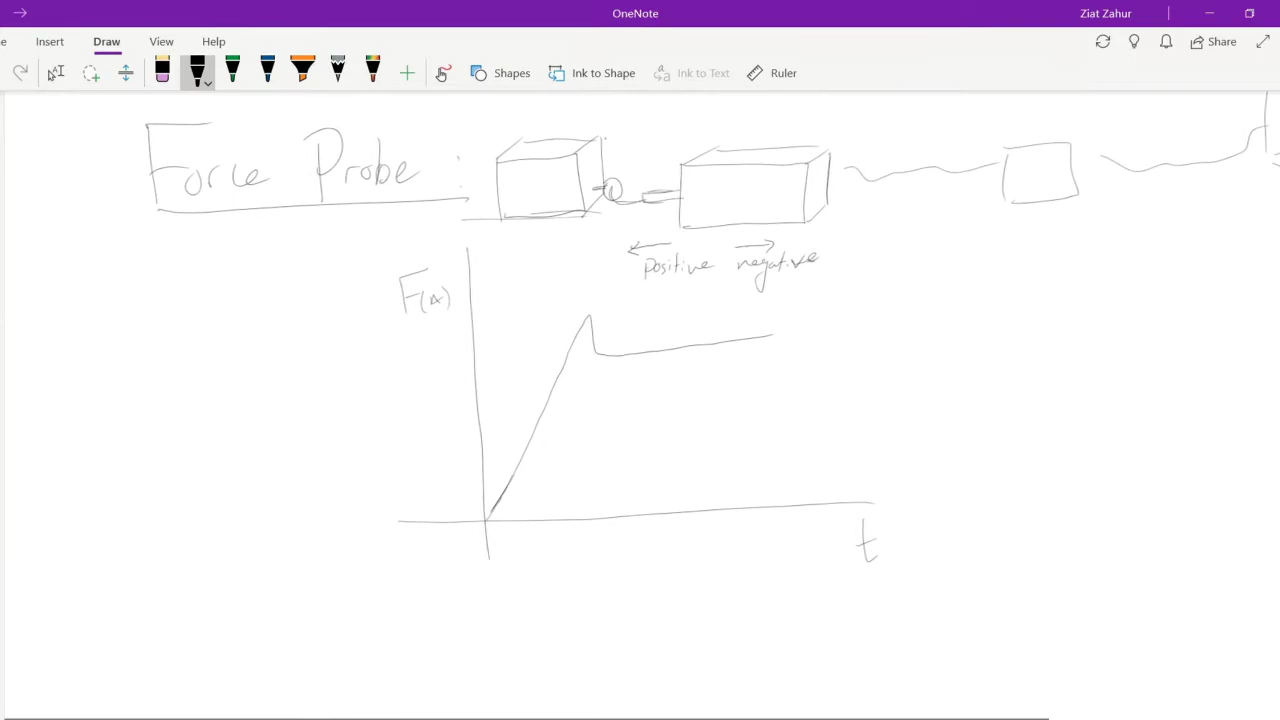 OneNote
Ziat Zahur
Insert Draw View Help
Share
Shapes Ink to Shape Ink to Text Ruler
Force Probe :
positive negative
t